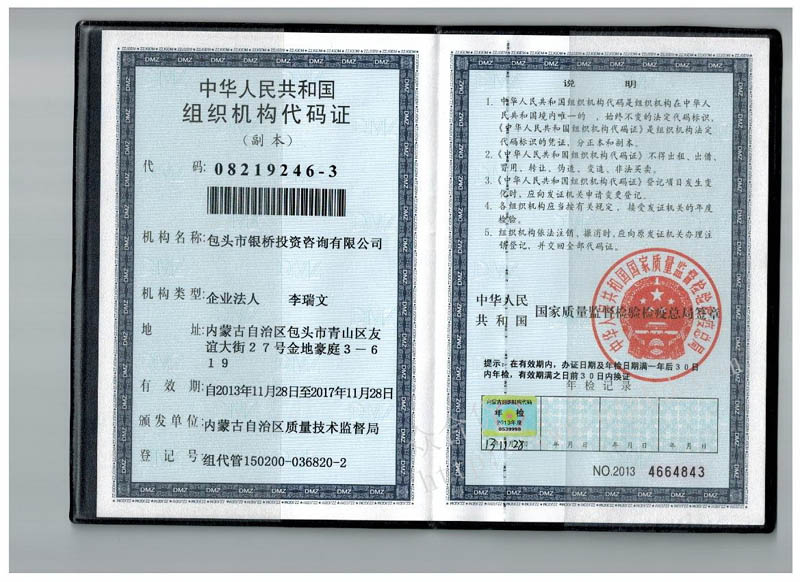 中华人民共和国
组织机构代码证
(副本)
代 码: 08219246-3
机构名称: 包头市银桥投资咨询有限公司
机构类型: 企业法人 李瑞文
地 址: 内蒙古自治区包头市青山区友
谊大街27号金地豪庭3-6
19
有 效 期: 自2013年11月28日至2017年11月28日
颁发单位: 内蒙古自治区质量技术监督局
登 记 号: 组代管150200-036820-2
说 明
1. 中华人民共和国组织机构代码是组织机构在中华人
民共和国境内唯一的、始终不变的法定代码标识,
《中华人民共和国组织机构代码证》是组织机构法定
代码标识的凭证,分正本和副本。
2.《中华人民共和国组织机构代码证》不得出租、出借、
冒用、转让、伪造、变造、非法买卖。
3.《中华人民共和国组织机构代码证》登记项目发生变
化时,应向发证机关申请变更登记。
4. 各组织机构应当按有关规定,接受发证机关的年度
检验。
5. 组织机构依法注销、撤消时,应向原发证机关办理注
销登记,并交回全部代码证。
中华人民
共和国 国家质量监督检验检疫总局签章
中华人民共和国国家质量监督检验检疫总局
提示:在有效期内,办证日期及年检日期满一年后30日
内年检,有效期满之日前30日内换证
年检记录
内蒙古组织机构代码
年 检
2013年度
0539998
13 11 28
年 月 日 年 月 日 年 月 日
NO.2013 4664843
DMZ